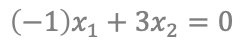 (−1)x₁ + 3x₂ = 0